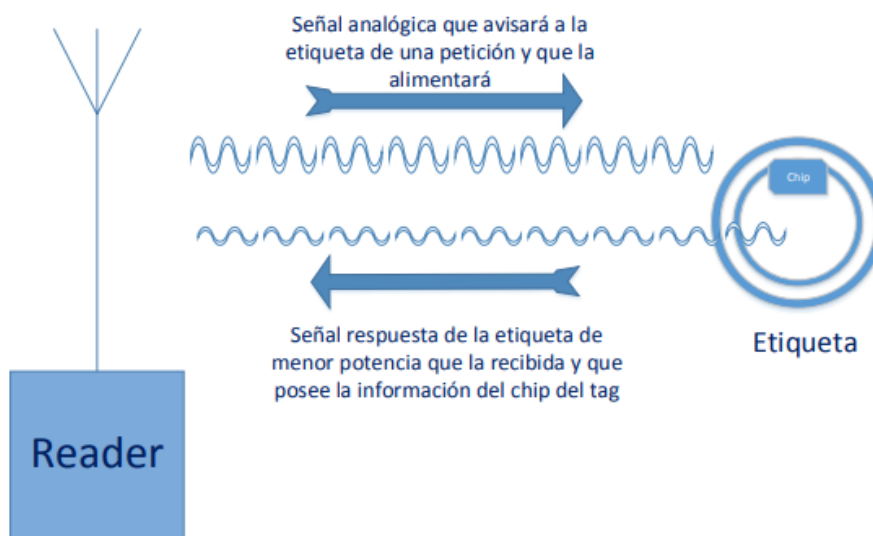 Señal analógica que avisará a la
etiqueta de una petición y que la
alimentará
Chip
Señal respuesta de la etiqueta de
menor potencia que la recibida y que
posee la información del chip del tag
Etiqueta
Reader